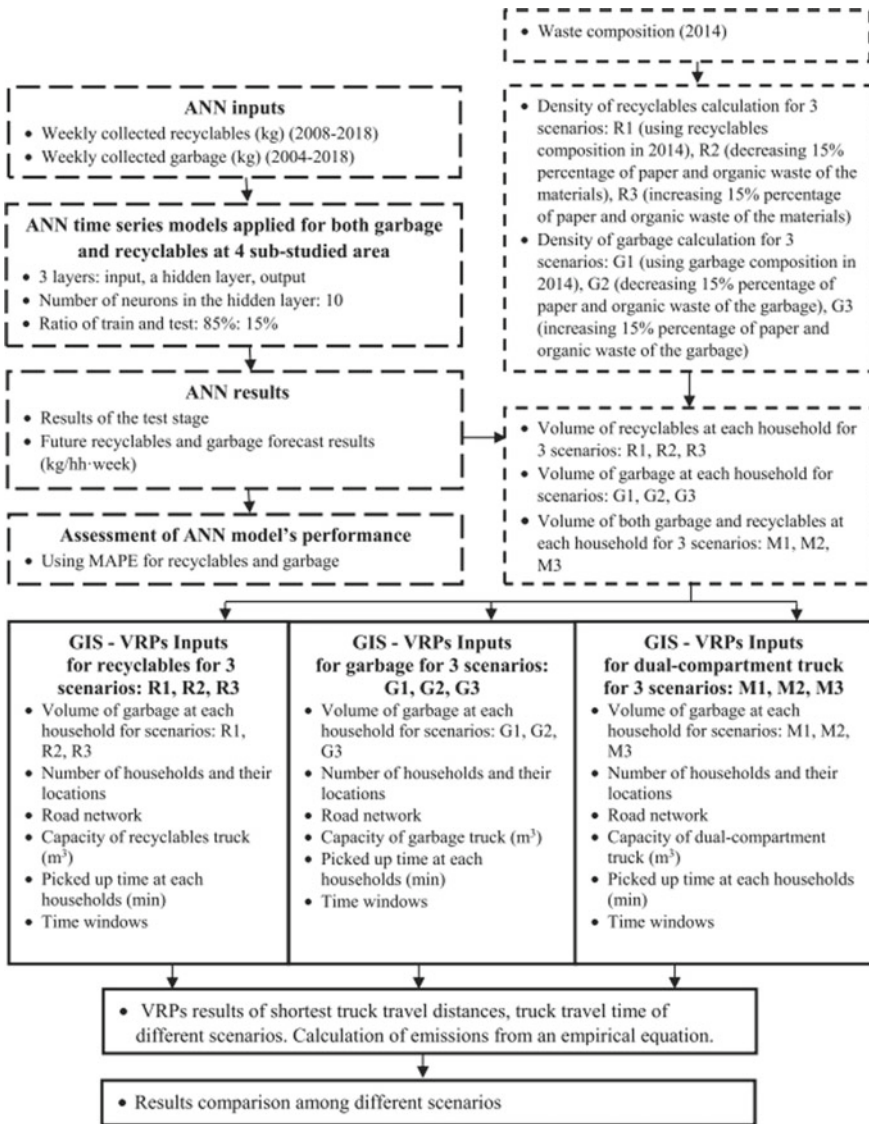 ANN inputs
• Weekly collected recyclables (kg) (2008-2018)
• Weekly collected garbage (kg) (2004-2018)
ANN time series models applied for both garbage
and recyclables at 4 sub-studied area
• 3 layers: input, a hidden layer, output
• Number of neurons in the hidden layer: 10
• Ratio of train and test: 85%: 15%
ANN results
• Results of the test stage
• Future recyclables and garbage forecast results
(kg/hh·week)
Assessment of ANN model's performance
• Using MAPE for recyclables and garbage
• Waste composition (2014)
• Density of recyclables calculation for 3
scenarios: R1 (using recyclables
composition in 2014), R2 (decreasing 15%
percentage of paper and organic waste of the
materials), R3 (increasing 15% percentage
of paper and organic waste of the materials)
• Density of garbage calculation for 3
scenarios: G1 (using garbage composition in
2014), G2 (decreasing 15% percentage of
paper and organic waste of the garbage), G3
(increasing 15% percentage of paper and
organic waste of the garbage)
• Volume of recyclables at each household for
3 scenarios: R1, R2, R3
• Volume of garbage at each household for
scenarios: G1, G2, G3
• Volume of both garbage and recyclables at
each household for 3 scenarios: M1, M2,
M3
GIS - VRPs Inputs
for recyclables for 3
scenarios: R1, R2, R3
• Volume of garbage at each
household for scenarios: R1,
R2, R3
• Number of households and their
locations
• Road network
• Capacity of recyclables truck
(m³)
• Picked up time at each
households (min)
• Time windows
GIS - VRPs Inputs
for garbage for 3 scenarios:
G1, G2, G3
• Volume of garbage at each
household for scenarios: G1, G2,
G3
• Number of households and their
locations
• Road network
• Capacity of garbage truck (m³)
• Picked up time at each
households (min)
• Time windows
GIS - VRPs Inputs
for dual-compartment truck
for 3 scenarios: M1, M2, M3
• Volume of garbage at each
household for scenarios: M1, M2,
M3
• Number of households and their
locations
• Road network
• Capacity of dual-compartment
truck (m³)
• Picked up time at each households
(min)
• Time windows
• VRPs results of shortest truck travel distances, truck travel time of
different scenarios. Calculation of emissions from an empirical equation.
• Results comparison among different scenarios